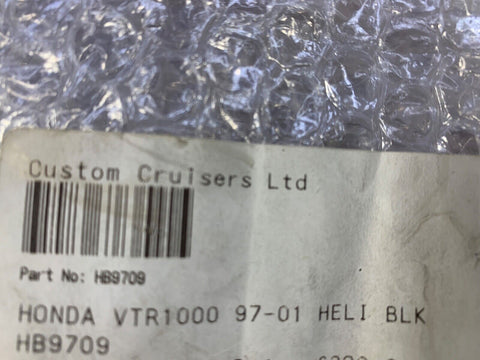 Custom Cruisers Ltd
Part No: HB9709
HONDA VTR1000 97-01 HELI BLK
HB9709